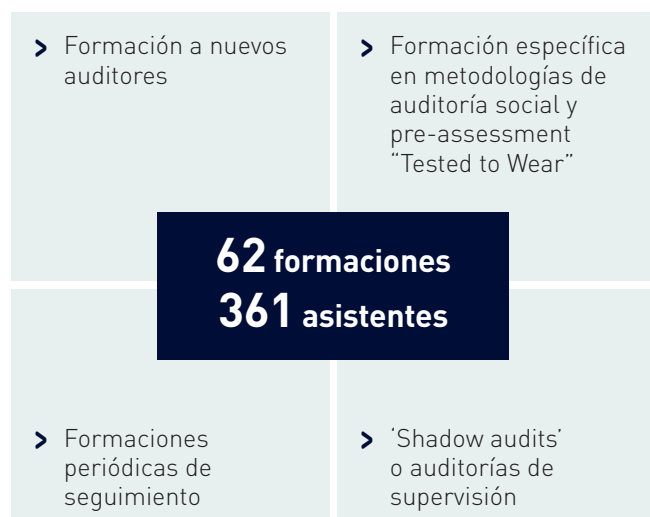 > Formación a nuevos
auditores
> Formación específica
en metodologías de
auditoría social y
pre-assessment
“Tested to Wear”
62 formaciones
361 asistentes
> Formaciones
periódicas de
seguimiento
> ‘Shadow audits’
o auditorías de
supervisión